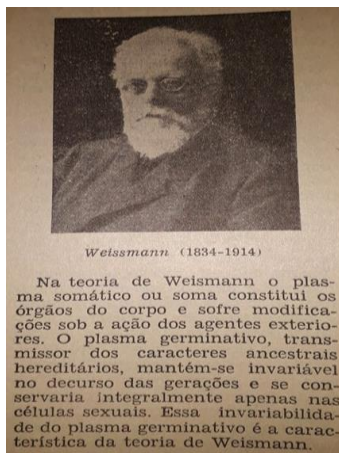 Weissmann (1834-1914)
Na teoria de Weismann o plas-
ma somático ou soma constitui os
órgãos do corpo e sofre modifica-
ções sob a ação dos agentes exterio-
res. O plasma germinativo, trans-
missor dos caracteres ancestrais
hereditários, mantém-se invariável
no decurso das gerações e se con-
servaria integralmente apenas nas
células sexuais. Essa invariabilida-
de do plasma germinativo é a carac-
terística da teoria de Weismann.